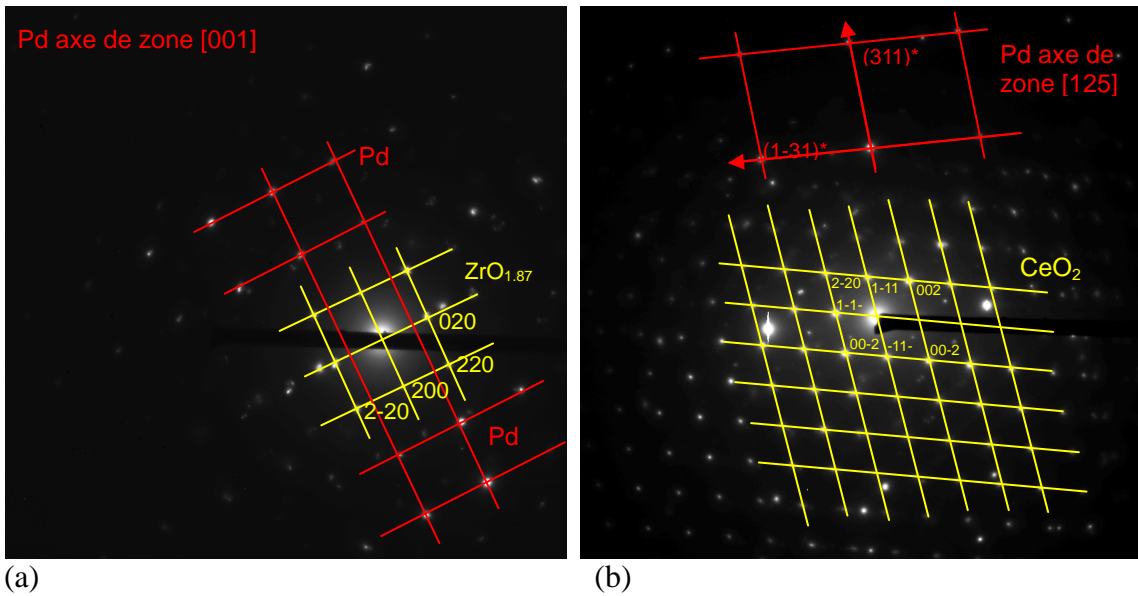 Pd axe de zone [001]
Pd
ZrO1.87
020
220
200
2-20
Pd
(a)
(311)*
Pd axe de
zone [125]
(1-31)*
CeO2
2-20
1-11
002
1-1-
00-2
-11-
00-2
(b)